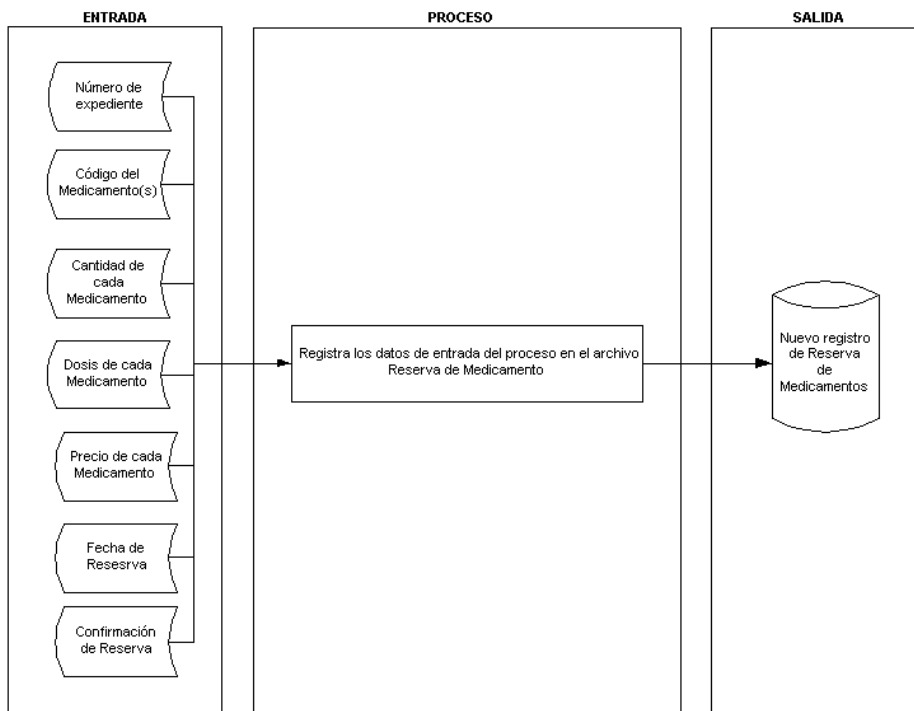 ENTRADA
PROCESO
SALIDA
Número de
expediente
Código del
Medicamento(s)
Cantidad de
cada
Medicamento
Dosis de cada
Medicamento
Precio de cada
Medicamento
Fecha de
Resesrva
Confirmación
de Reserva
Registra los datos de entrada del proceso en el archivo
Reserva de Medicamento
Nuevo registro
de Reserva
de
Medicamentos